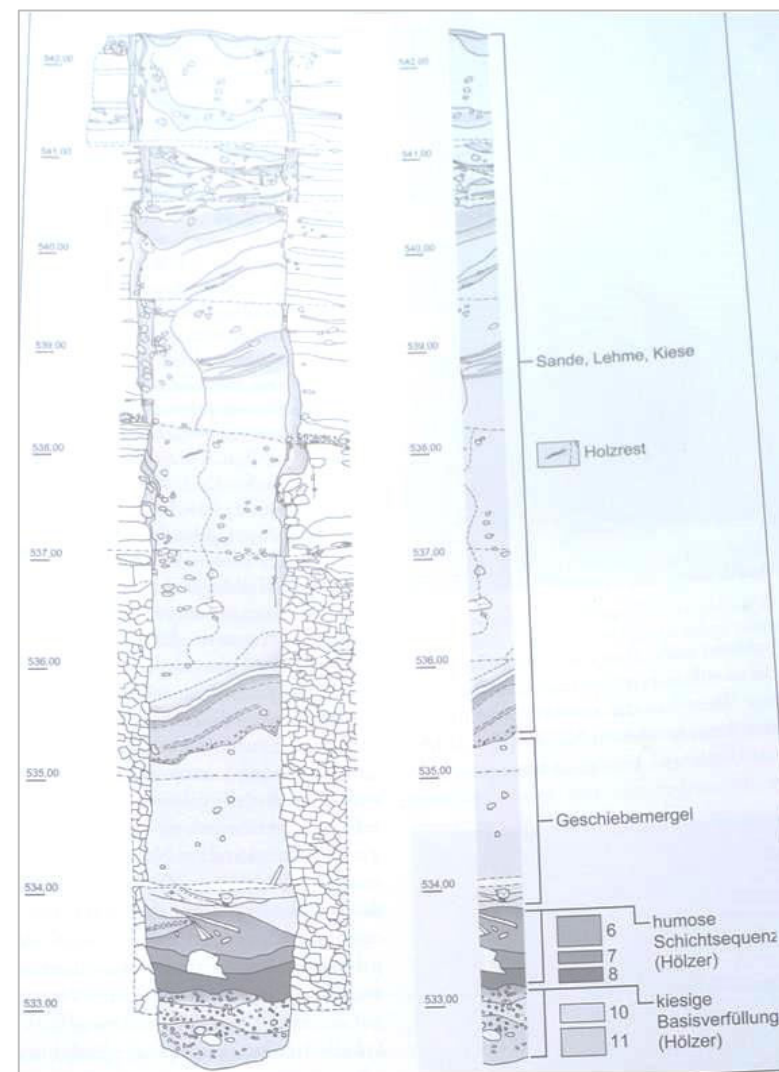 542,00
541,00
540,00
539,00
538,00
537,00
536,00
535,00
534,00
533,00
542,00
541,00
540,00
539,00
538,00
537,00
536,00
535,00
534,00
533,00
Sande, Lehme, Kiese
Holzrest
Geschiebemergel
6
7
8
humose
Schichtsequenz
(Hölzer)
10
11
kiesige
Basisverfüllung
(Hölzer)